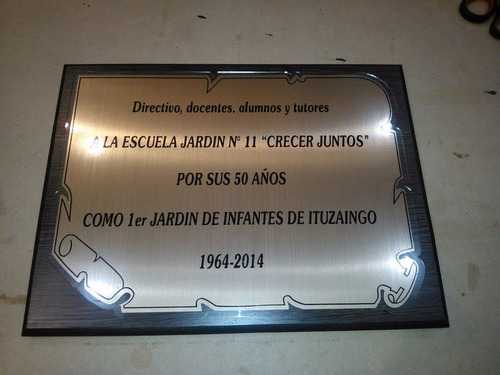 Directivo, docentes. alumnos y tutores
A LA ESCUELA JARDIN Nº 11 "CRECER JUNTOS"
POR SUS 50 AÑOS
COMO 1er JARDIN DE INFANTES DE ITUZAINGO
1964-2014